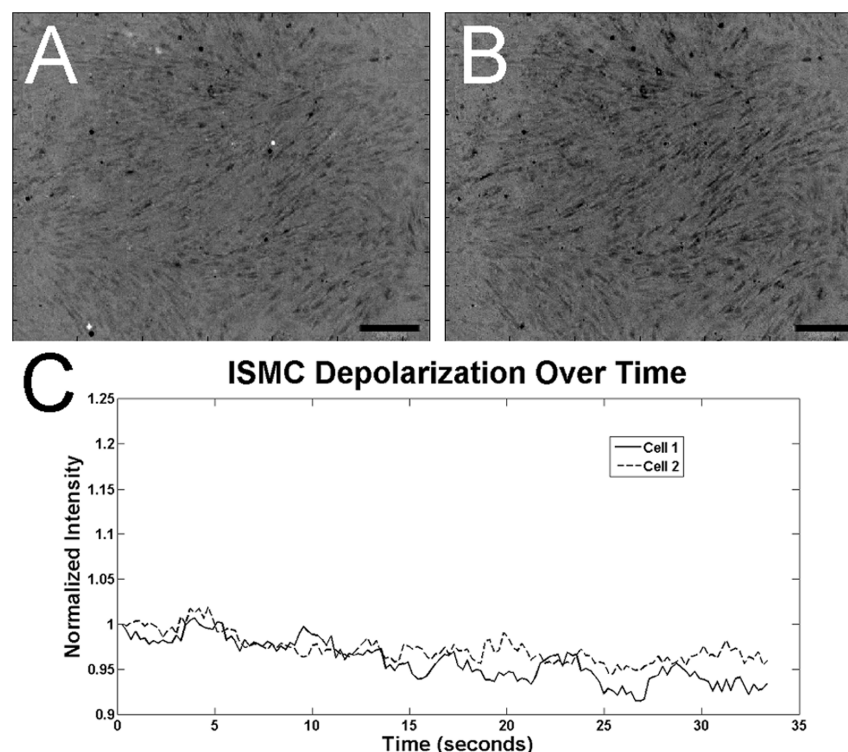 A
B
C
ISMC Depolarization Over Time
1.25
1.2
1.15
1.1
1.05
1
0.95
0.9
Normalized Intensity
Cell 1
Cell 2
0 5 10 15 20 25 30 35
Time (seconds)